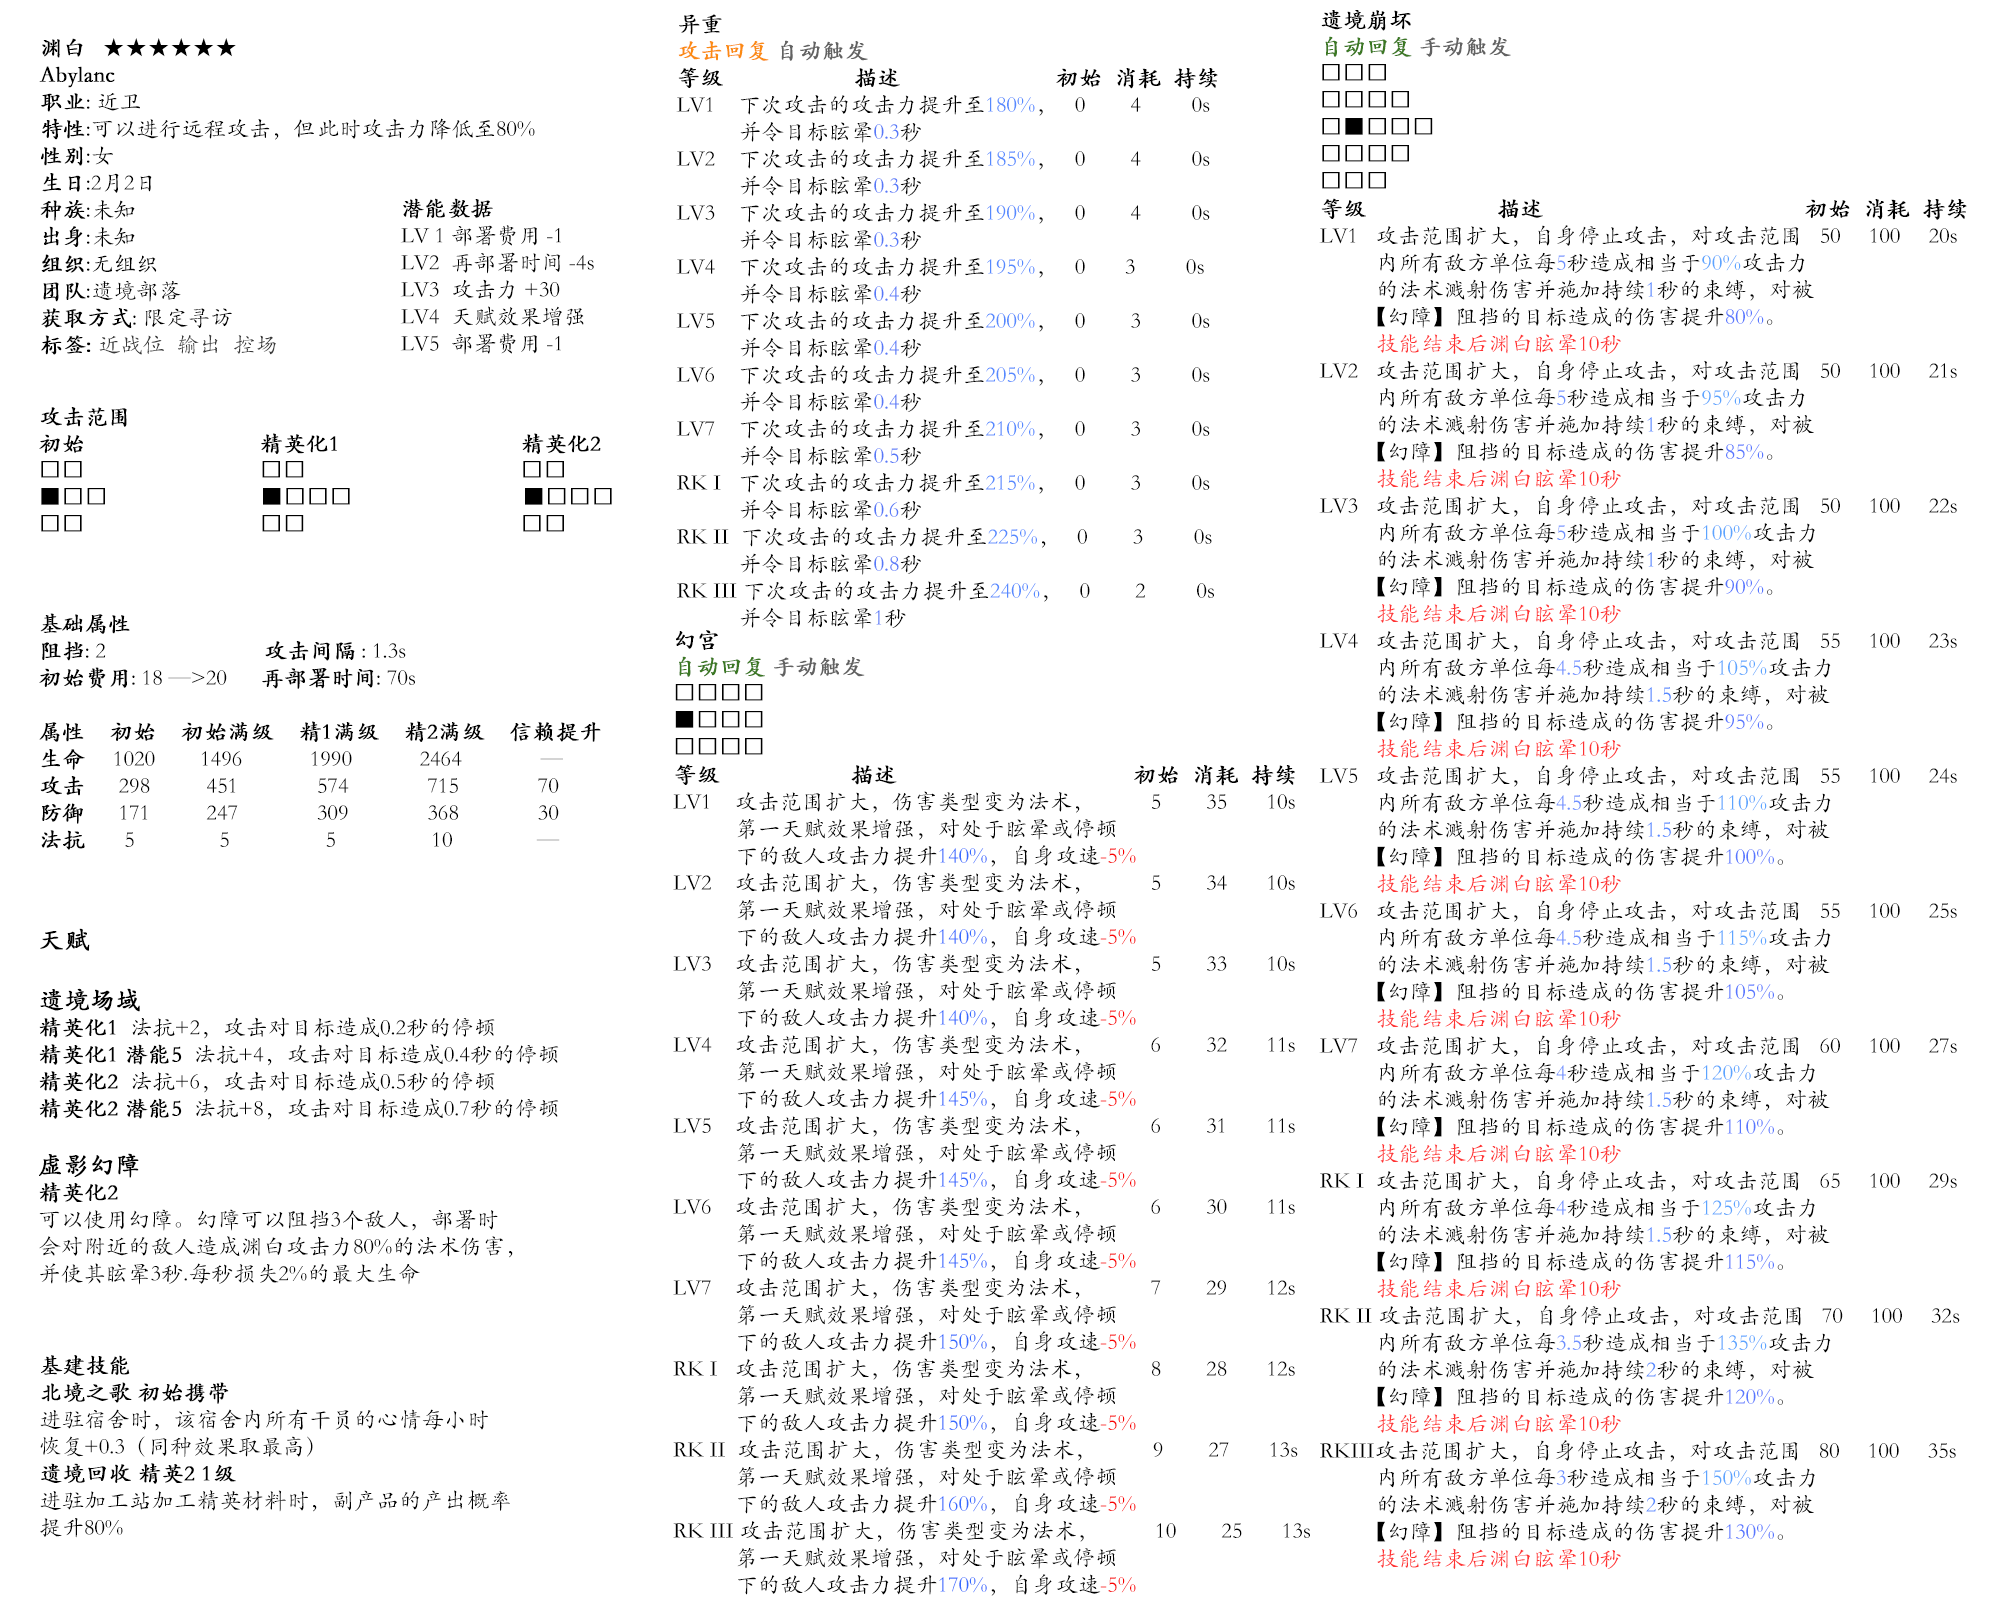 渊白 ★★★★★★
Abylanc
职业: 近卫
特性:可以进行远程攻击，但此时攻击力降低至80%
性别:女
生日:2月2日
种族:未知
出身:未知
组织:无组织
团队:遗境部落
获取方式: 限定寻访
标签: 近战位 输出 控场
潜能数据
LV 1 部署费用 -1
LV2 再部署时间 -4s
LV3 攻击力 +30
LV4 天赋效果增强
LV5 部署费用 -1
攻击范围
初始 精英化1 精英化2
□□ □□ □□
■□□ ■□□□ ■□□□
□□ □□ □□
基础属性
阻挡: 2 攻击间隔 : 1.3s
初始费用: 18 —>20 再部署时间: 70s
属性 初始 初始满级 精1满级 精2满级 信赖提升
生命 1020 1496 1990 2464 —
攻击 298 451 574 715 70
防御 171 247 309 368 30
法抗 5 5 5 10 —
天赋
遗境场域
精英化1 法抗+2，攻击对目标造成0.2秒的停顿
精英化1 潜能5 法抗+4，攻击对目标造成0.4秒的停顿
精英化2 法抗+6，攻击对目标造成0.5秒的停顿
精英化2 潜能5 法抗+8，攻击对目标造成0.7秒的停顿
虚影幻障
精英化2
可以使用幻障。幻障可以阻挡3个敌人，部署时
会对附近的敌人造成渊白攻击力80%的法术伤害，
并使其眩晕3秒.每秒损失2%的最大生命
基建技能
北境之歌 初始携带
进驻宿舍时，该宿舍内所有干员的心情每小时
恢复+0.3（同种效果取最高）
遗境回收 精英2 1级
进驻加工站加工精英材料时，副产品的产出概率
提升80%
异重
攻击回复 自动触发
等级 描述 初始 消耗 持续
LV1 下次攻击的攻击力提升至180%， 0 4 0s
并令目标眩晕0.3秒
LV2 下次攻击的攻击力提升至185%， 0 4 0s
并令目标眩晕0.3秒
LV3 下次攻击的攻击力提升至190%， 0 4 0s
并令目标眩晕0.3秒
LV4 下次攻击的攻击力提升至195%， 0 3 0s
并令目标眩晕0.4秒
LV5 下次攻击的攻击力提升至200%， 0 3 0s
并令目标眩晕0.4秒
LV6 下次攻击的攻击力提升至205%， 0 3 0s
并令目标眩晕0.4秒
LV7 下次攻击的攻击力提升至210%， 0 3 0s
并令目标眩晕0.5秒
RK I 下次攻击的攻击力提升至215%， 0 3 0s
并令目标眩晕0.6秒
RK II 下次攻击的攻击力提升至225%， 0 3 0s
并令目标眩晕0.8秒
RK III 下次攻击的攻击力提升至240%， 0 2 0s
并令目标眩晕1秒
幻宫
自动回复 手动触发
□□□□
■□□□
□□□□
等级 描述 初始 消耗 持续
LV1 攻击范围扩大，伤害类型变为法术， 5 35 10s
第一天赋效果增强，对处于眩晕或停顿
下的敌人攻击力提升140%，自身攻速-5%
LV2 攻击范围扩大，伤害类型变为法术， 5 34 10s
第一天赋效果增强，对处于眩晕或停顿
下的敌人攻击力提升140%，自身攻速-5%
LV3 攻击范围扩大，伤害类型变为法术， 5 33 10s
第一天赋效果增强，对处于眩晕或停顿
下的敌人攻击力提升140%，自身攻速-5%
LV4 攻击范围扩大，伤害类型变为法术， 6 32 11s
第一天赋效果增强，对处于眩晕或停顿
下的敌人攻击力提升145%，自身攻速-5%
LV5 攻击范围扩大，伤害类型变为法术， 6 31 11s
第一天赋效果增强，对处于眩晕或停顿
下的敌人攻击力提升145%，自身攻速-5%
LV6 攻击范围扩大，伤害类型变为法术， 6 30 11s
第一天赋效果增强，对处于眩晕或停顿
下的敌人攻击力提升145%，自身攻速-5%
LV7 攻击范围扩大，伤害类型变为法术， 7 29 12s
第一天赋效果增强，对处于眩晕或停顿
下的敌人攻击力提升150%，自身攻速-5%
RK I 攻击范围扩大，伤害类型变为法术， 8 28 12s
第一天赋效果增强，对处于眩晕或停顿
下的敌人攻击力提升150%，自身攻速-5%
RK II 攻击范围扩大，伤害类型变为法术， 9 27 13s
第一天赋效果增强，对处于眩晕或停顿
下的敌人攻击力提升160%，自身攻速-5%
RK III 攻击范围扩大，伤害类型变为法术， 10 25 13s
第一天赋效果增强，对处于眩晕或停顿
下的敌人攻击力提升170%，自身攻速-5%
遗境崩坏
自动回复 手动触发
□□□
□□□□
□■□□□
□□□□
□□□
等级 描述 初始 消耗 持续
LV1 攻击范围扩大，自身停止攻击，对攻击范围 50 100 20s
内所有敌方单位每5秒造成相当于90%攻击力
的法术溅射伤害并施加持续1秒的束缚，对被
【幻障】阻挡的目标造成的伤害提升80%。
技能结束后渊白眩晕10秒
LV2 攻击范围扩大，自身停止攻击，对攻击范围 50 100 21s
内所有敌方单位每5秒造成相当于95%攻击力
的法术溅射伤害并施加持续1秒的束缚，对被
【幻障】阻挡的目标造成的伤害提升85%。
技能结束后渊白眩晕10秒
LV3 攻击范围扩大，自身停止攻击，对攻击范围 50 100 22s
内所有敌方单位每5秒造成相当于100%攻击力
的法术溅射伤害并施加持续1秒的束缚，对被
【幻障】阻挡的目标造成的伤害提升90%。
技能结束后渊白眩晕10秒
LV4 攻击范围扩大，自身停止攻击，对攻击范围 55 100 23s
内所有敌方单位每4.5秒造成相当于105%攻击力
的法术溅射伤害并施加持续1.5秒的束缚，对被
【幻障】阻挡的目标造成的伤害提升95%。
技能结束后渊白眩晕10秒
LV5 攻击范围扩大，自身停止攻击，对攻击范围 55 100 24s
内所有敌方单位每4.5秒造成相当于110%攻击力
的法术溅射伤害并施加持续1.5秒的束缚，对被
【幻障】阻挡的目标造成的伤害提升100%。
技能结束后渊白眩晕10秒
LV6 攻击范围扩大，自身停止攻击，对攻击范围 55 100 25s
内所有敌方单位每4.5秒造成相当于115%攻击力
的法术溅射伤害并施加持续1.5秒的束缚，对被
【幻障】阻挡的目标造成的伤害提升105%。
技能结束后渊白眩晕10秒
LV7 攻击范围扩大，自身停止攻击，对攻击范围 60 100 27s
内所有敌方单位每4秒造成相当于120%攻击力
的法术溅射伤害并施加持续1.5秒的束缚，对被
【幻障】阻挡的目标造成的伤害提升110%。
技能结束后渊白眩晕10秒
RK I 攻击范围扩大，自身停止攻击，对攻击范围 65 100 29s
内所有敌方单位每4秒造成相当于125%攻击力
的法术溅射伤害并施加持续1.5秒的束缚，对被
【幻障】阻挡的目标造成的伤害提升115%。
技能结束后渊白眩晕10秒
RK II 攻击范围扩大，自身停止攻击，对攻击范围 70 100 32s
内所有敌方单位每3.5秒造成相当于135%攻击力
的法术溅射伤害并施加持续2秒的束缚，对被
【幻障】阻挡的目标造成的伤害提升120%。
技能结束后渊白眩晕10秒
RKIII攻击范围扩大，自身停止攻击，对攻击范围 80 100 35s
内所有敌方单位每3秒造成相当于150%攻击力
的法术溅射伤害并施加持续2秒的束缚，对被
【幻障】阻挡的目标造成的伤害提升130%。
技能结束后渊白眩晕10秒